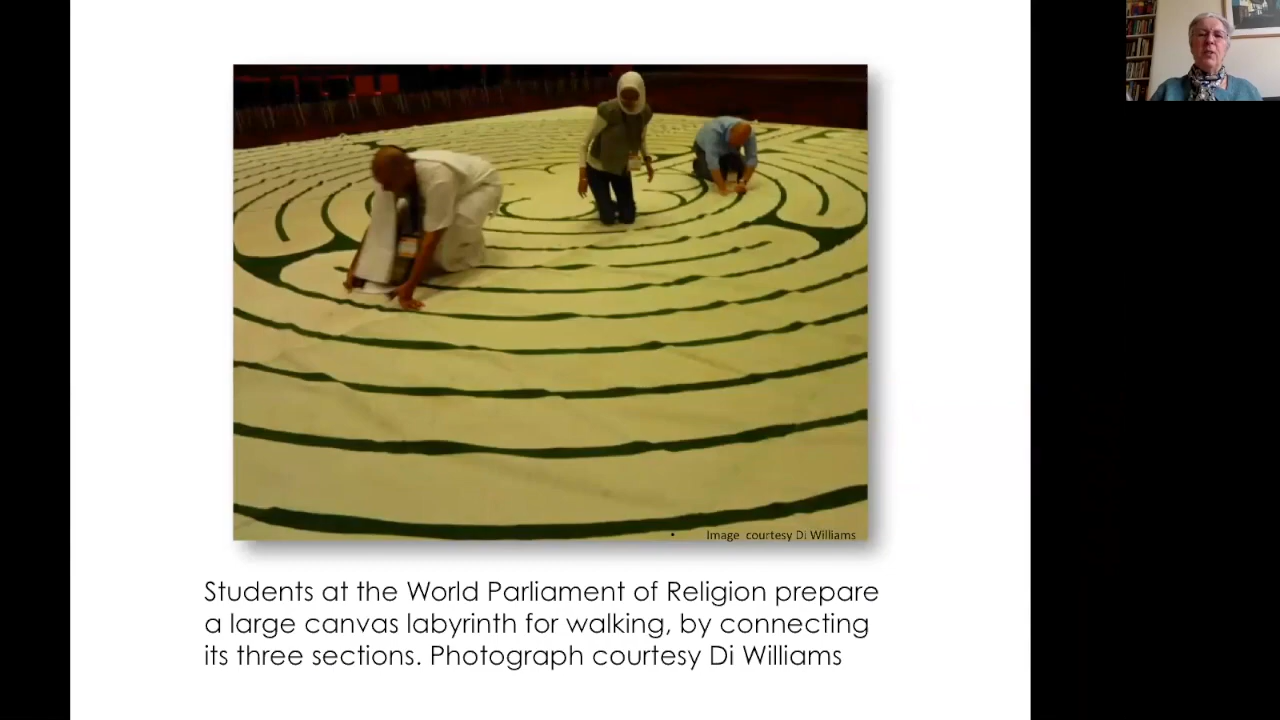 • Image courtesy Di Williams
Students at the World Parliament of Religion prepare
a large canvas labyrinth for walking, by connecting
its three sections. Photograph courtesy Di Williams